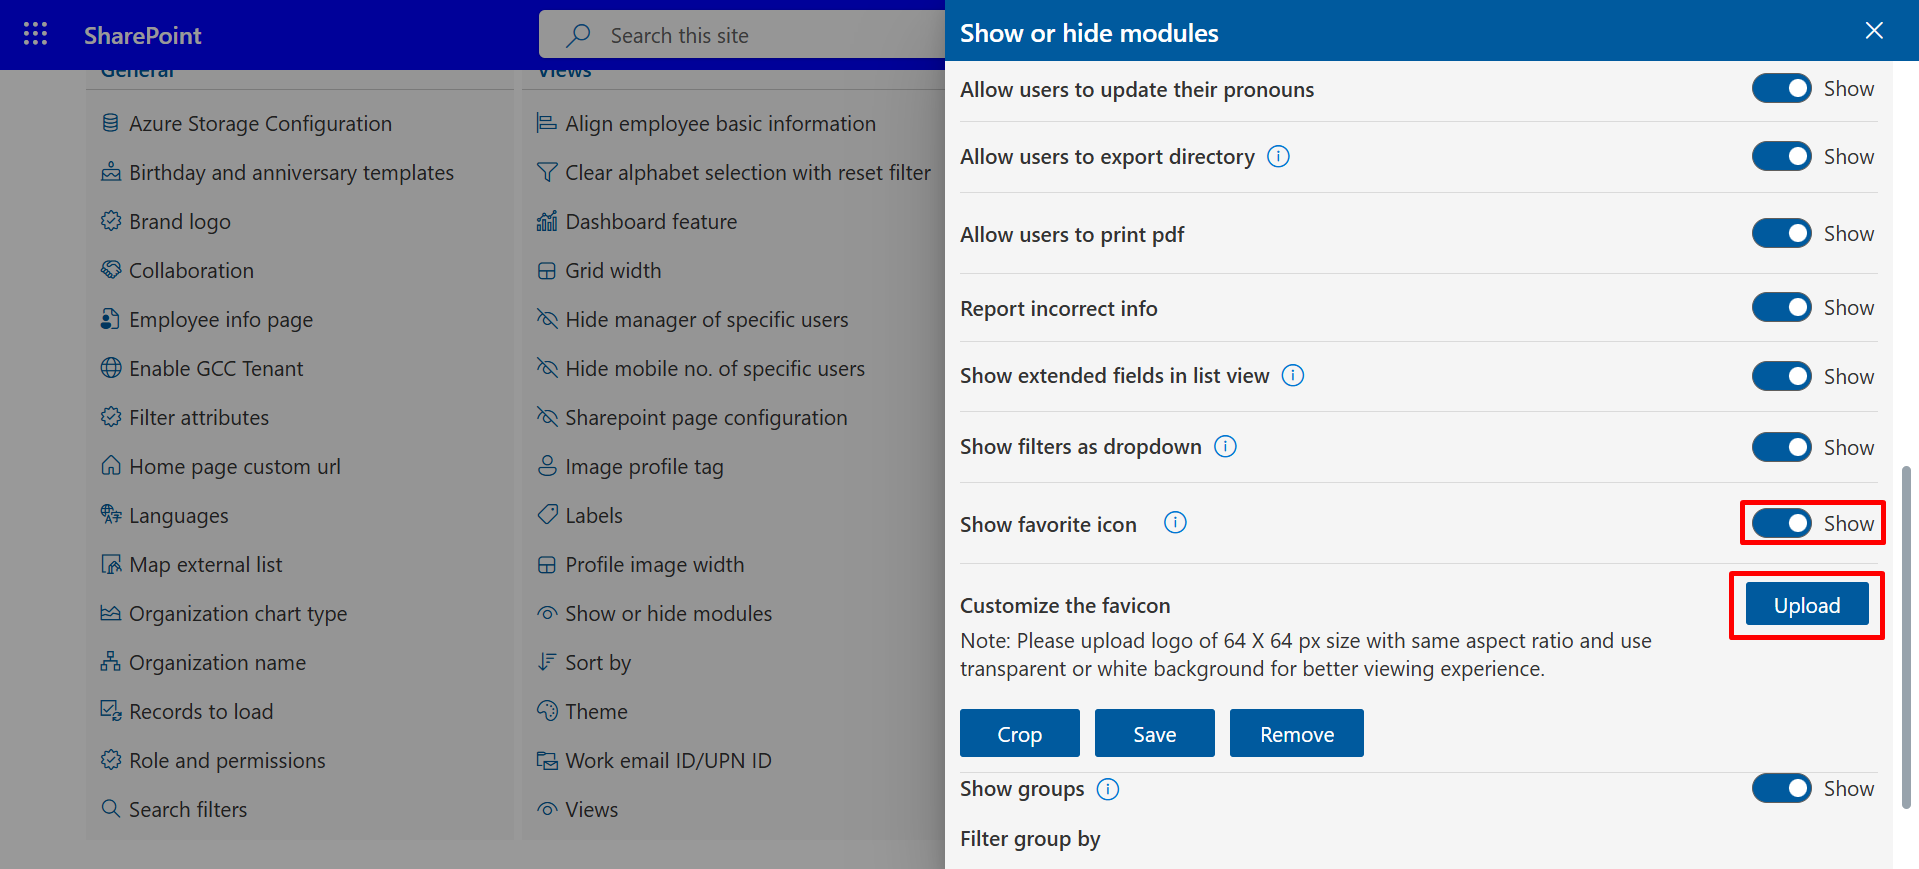 SharePoint
Search this site
General
Azure Storage Configuration
Birthday and anniversary templates
Brand logo
Collaboration
Employee info page
Enable GCC Tenant
Filter attributes
Home page custom url
Languages
Map external list
Organization chart type
Organization name
Records to load
Role and permissions
Search filters
Views
Align employee basic information
Clear alphabet selection with reset filter
Dashboard feature
Grid width
Hide manager of specific users
Hide mobile no. of specific users
Sharepoint page configuration
Image profile tag
Labels
Profile image width
Show or hide modules
Sort by
Theme
Work email ID/UPN ID
Views
Show or hide modules
Allow users to update their pronouns Show
Allow users to export directory Show
Allow users to print pdf Show
Report incorrect info Show
Show extended fields in list view Show
Show filters as dropdown Show
Show favorite icon Show
Customize the favicon Upload
Note: Please upload logo of 64 X 64 px size with same aspect ratio and use
transparent or white background for better viewing experience.
Crop Save Remove
Show groups Show
Filter group by